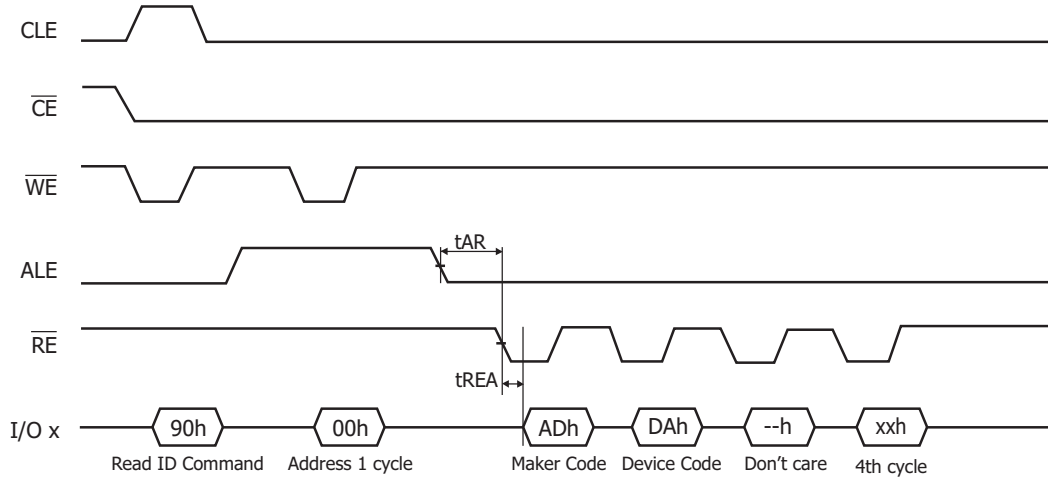 CLE
CE
WE
ALE
tAR
RE
tREA
I/O x
90h
00h
ADh
DAh
--h
xxh
Read ID Command
Address 1 cycle
Maker Code
Device Code
Don't care
4th cycle